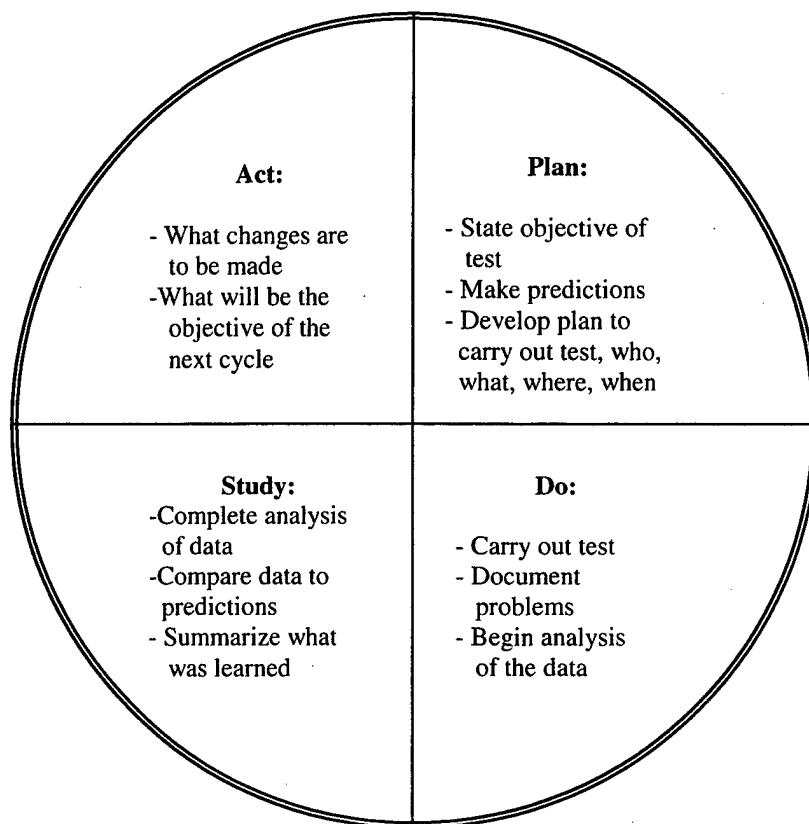 Act:
- What changes are
to be made
-What will be the
objective of the
next cycle
Plan:
- State objective of
test
- Make predictions
- Develop plan to
carry out test, who,
what, where, when
Study:
-Complete analysis
of data
-Compare data to
predictions
- Summarize what
was learned
Do:
- Carry out test
- Document
problems
- Begin analysis
of the data